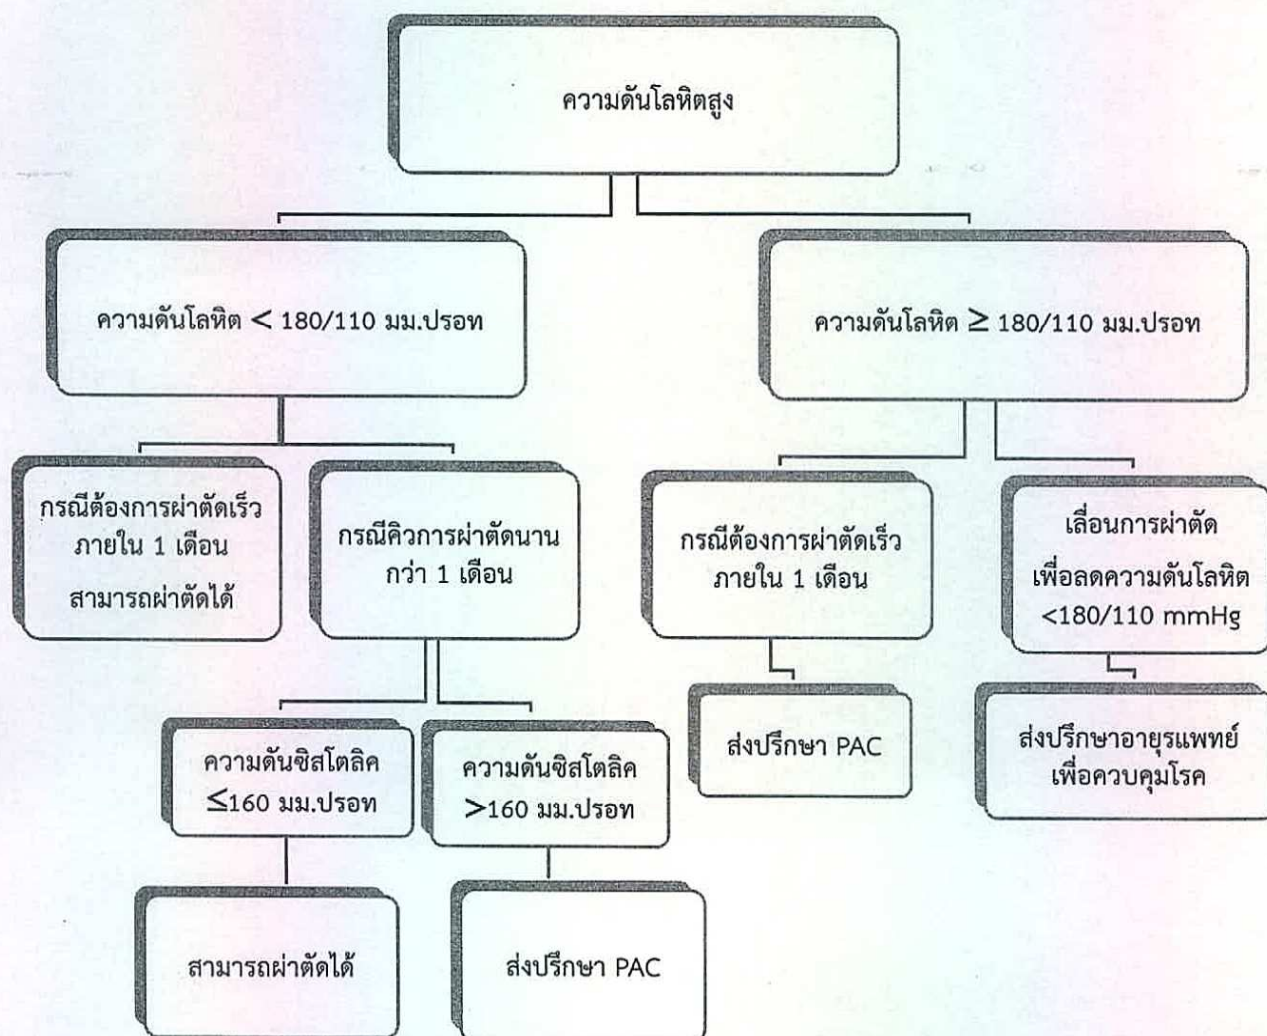 ความดันโลหิตสูง
ความดันโลหิต < 180/110 มม.ปรอท
ความดันโลหิต ≥ 180/110 มม.ปรอท
กรณีต้องการผ่าตัดเร็ว
ภายใน 1 เดือน
สามารถผ่าตัดได้
กรณีคิวการผ่าตัดนาน
กว่า 1 เดือน
กรณีต้องการผ่าตัดเร็ว
ภายใน 1 เดือน
เลื่อนการผ่าตัด
เพื่อลดความดันโลหิต
<180/110 mmHg
ความดันซิสโตลิค
≤160 มม.ปรอท
ความดันซิสโตลิค
>160 มม.ปรอท
ส่งปรึกษา PAC
ส่งปรึกษาอายุรแพทย์
เพื่อควบคุมโรค
สามารถผ่าตัดได้
ส่งปรึกษา PAC